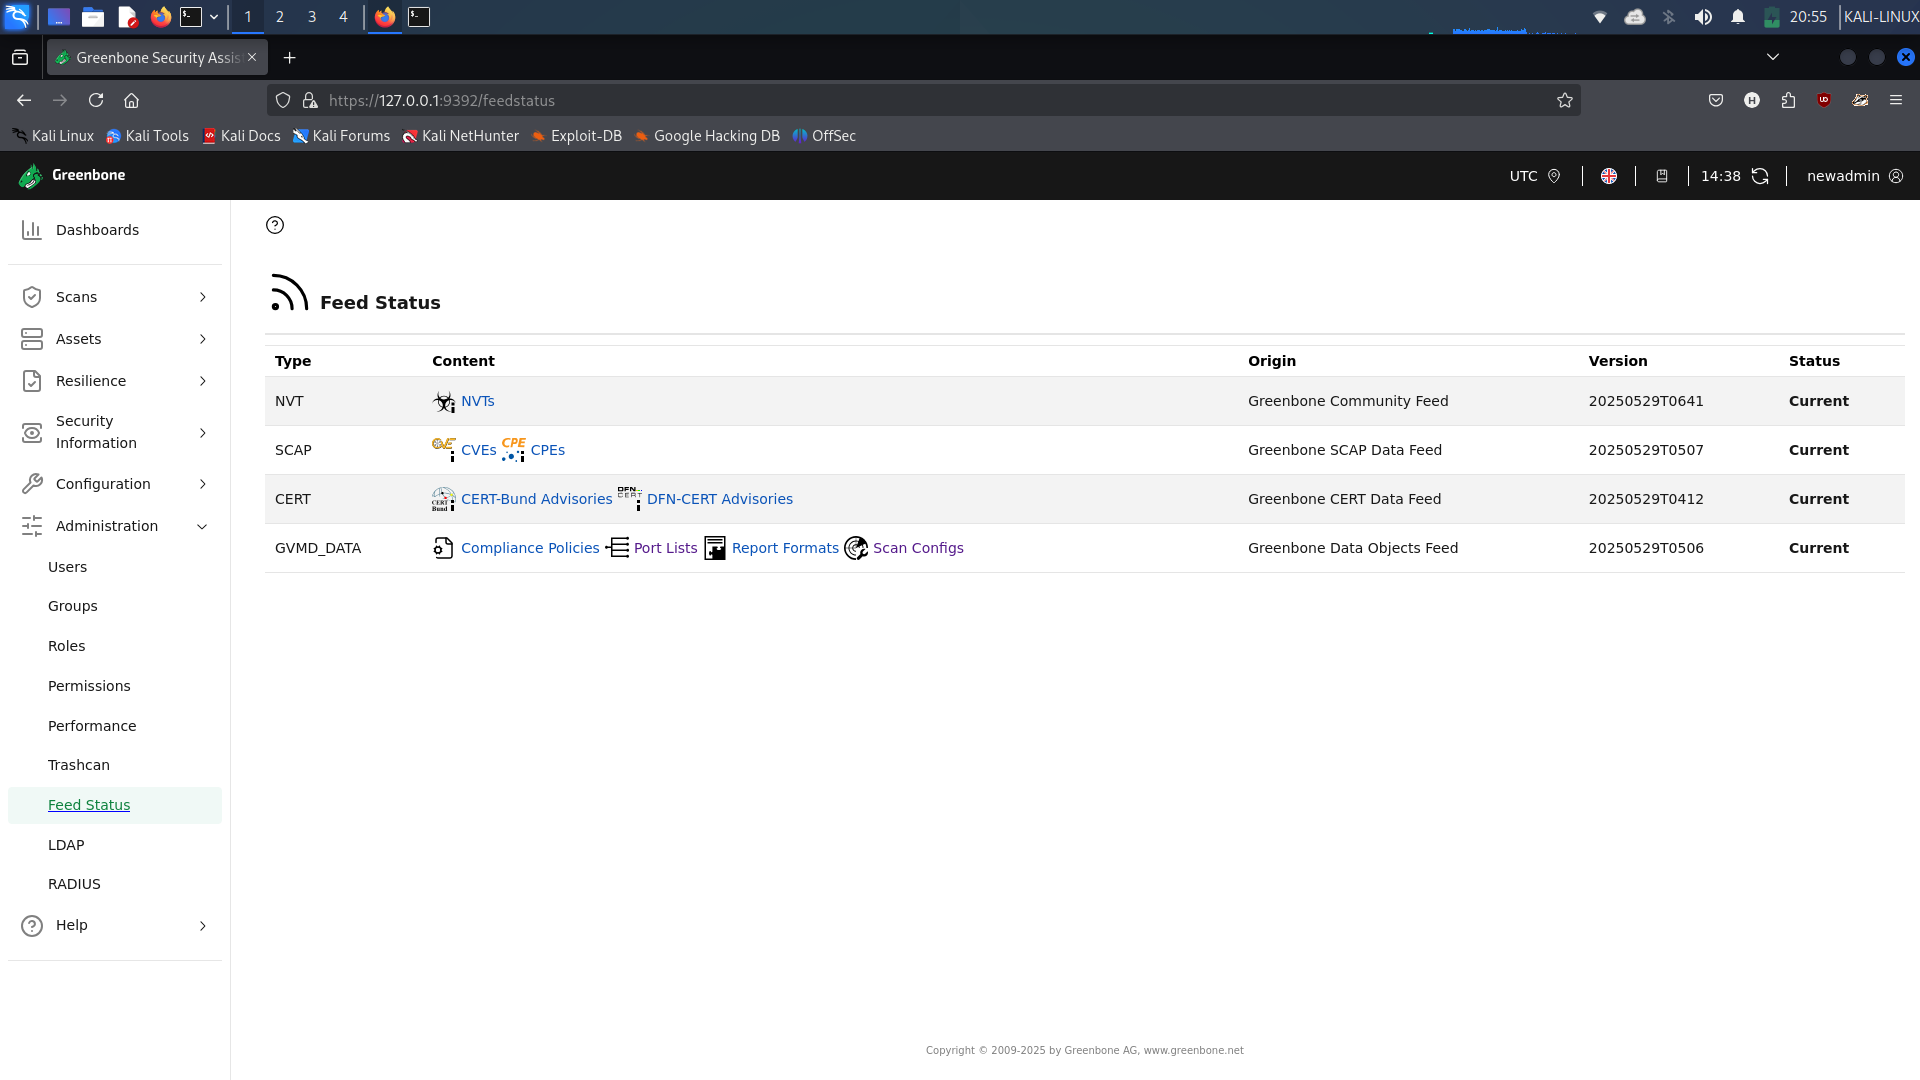 1 2 3 4 20:55 KALI-LINUX
Greenbone Security Assis
https://127.0.0.1:9392/feedstatus
Kali Linux Kali Tools Kali Docs Kali Forums Kali NetHunter Exploit-DB Google Hacking DB OffSec
Greenbone UTC 14:38 newadmin
Dashboards
Scans
Assets
Resilience
Security
Information
Configuration
Administration
Users
Groups
Roles
Permissions
Performance
Trashcan
Feed Status
LDAP
RADIUS
Help
Feed Status
Type Content Origin Version Status
NVT NVTs Greenbone Community Feed 20250529T0641 Current
SCAP CVEs CPE CPEs Greenbone SCAP Data Feed 20250529T0507 Current
CERT CERT Bund CERT-Bund Advisories DFN CERT DFN-CERT Advisories Greenbone CERT Data Feed 20250529T0412 Current
GVMD_DATA Compliance Policies Port Lists Report Formats Scan Configs Greenbone Data Objects Feed 20250529T0506 Current
Copyright © 2009-2025 by Greenbone AG, www.greenbone.net